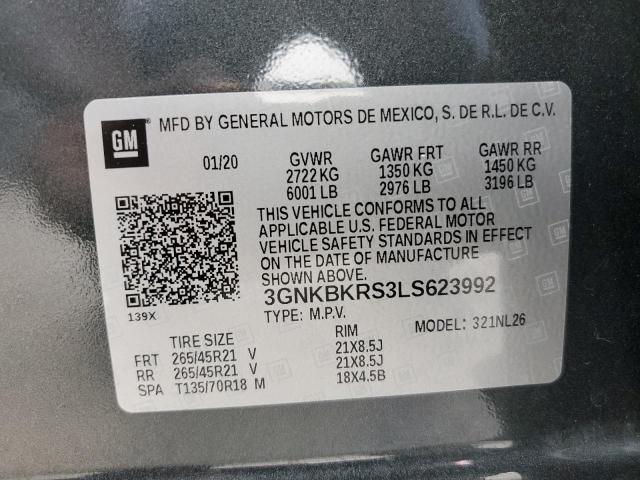 GM
MFD BY GENERAL MOTORS DE MEXICO, S. DE R.L. DE C.V.
01/20 GVWR GAWR FRT GAWR RR
2722 KG 1350 KG 1450 KG
6001 LB 2976 LB 3196 LB
THIS VEHICLE CONFORMS TO ALL
APPLICABLE U.S. FEDERAL MOTOR
VEHICLE SAFETY STANDARDS IN EFFECT
ON THE DATE OF MANUFACTURE
SHOWN ABOVE.
3GNKBKRS3LS623992
139X
TYPE: M.P.V. MODEL: 321NL26
TIRE SIZE RIM
FRT 265/45R21 V 21X8.5J
RR 265/45R21 V 21X8.5J
SPA T135/70R18 M 18X4.5B